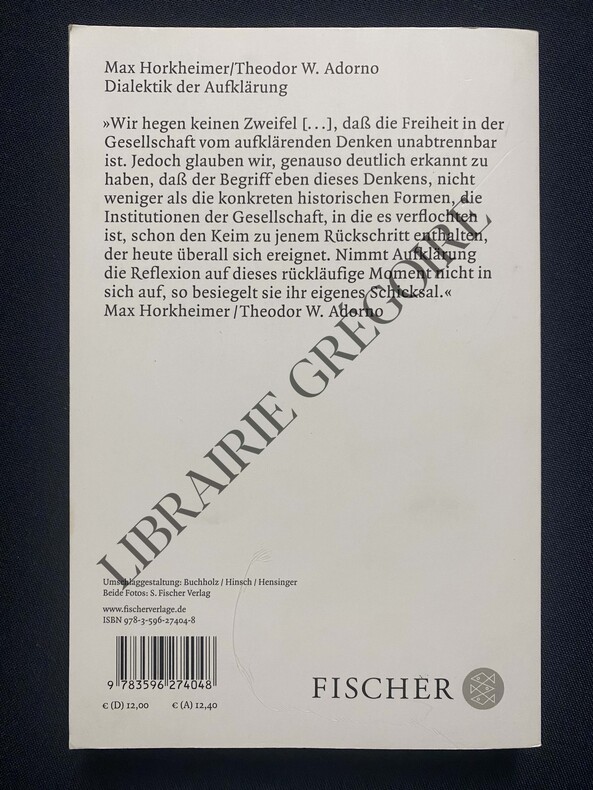 Max Horkheimer/Theodor W. Adorno
Dialektik der Aufklärung
»Wir hegen keinen Zweifel [...], daß die Freiheit in der
Gesellschaft vom aufklärenden Denken unabtrennbar
ist. Jedoch glauben wir, genauso deutlich erkannt zu
haben, daß der Begriff eben dieses Denkens, nicht
weniger als die konkreten historischen Formen, die
Institutionen der Gesellschaft, in die es verflochten
ist, schon den Keim zu jenem Rückschritt enthalten,
der heute überall sich ereignet. Nimmt Aufklärung
die Reflexion auf dieses rückläufige Moment nicht in
sich auf, so besiegelt sie ihr eigenes Schicksal.«
Max Horkheimer/Theodor W. Adorno
LIBRAIRIE GRÉGOIRE
Umschlaggestaltung: Buchholz / Hinsch / Hensinger
Beide Fotos: S. Fischer Verlag
www.fischerverlage.de
ISBN 978-3-596-27404-8
9 783596 274048
€ (D) 12,00 € (A) 12,40
FISCHER